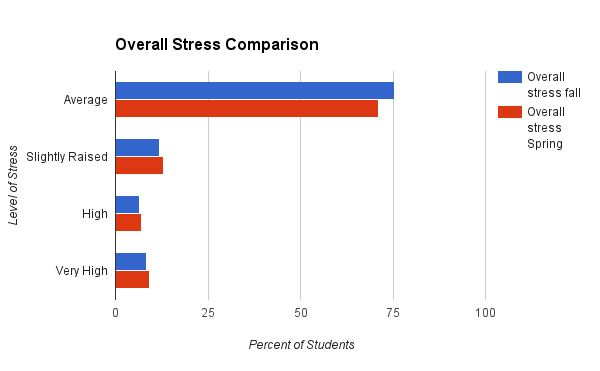 Overall Stress Comparison
Overall
stress fall
Overall
stress
Spring
Level of Stress
Average
Slightly Raised
High
Very High
0
25
50
75
100
Percent of Students